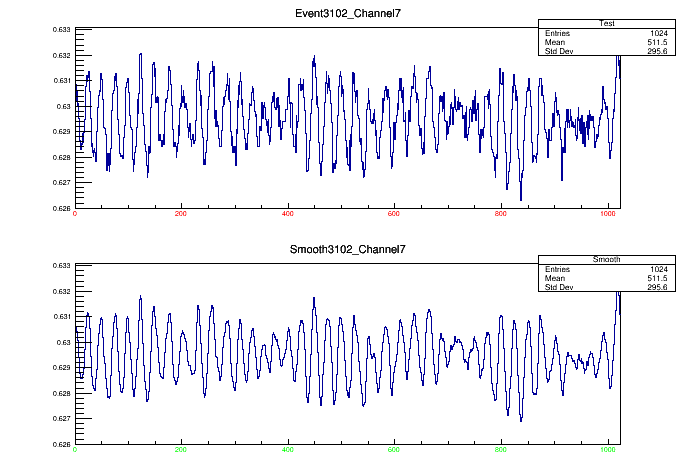 Event3102_Channel7
Test
Entries 1024
Mean 511.5
Std Dev 295.6
0.633
0.632
0.631
0.63
0.629
0.628
0.627
0.626
0 200 400 600 800 1000
Smooth3102_Channel7
Smooth
Entries 1024
Mean 511.5
Std Dev 295.6
0.633
0.632
0.631
0.63
0.629
0.628
0.627
0.626
0 200 400 600 800 1000